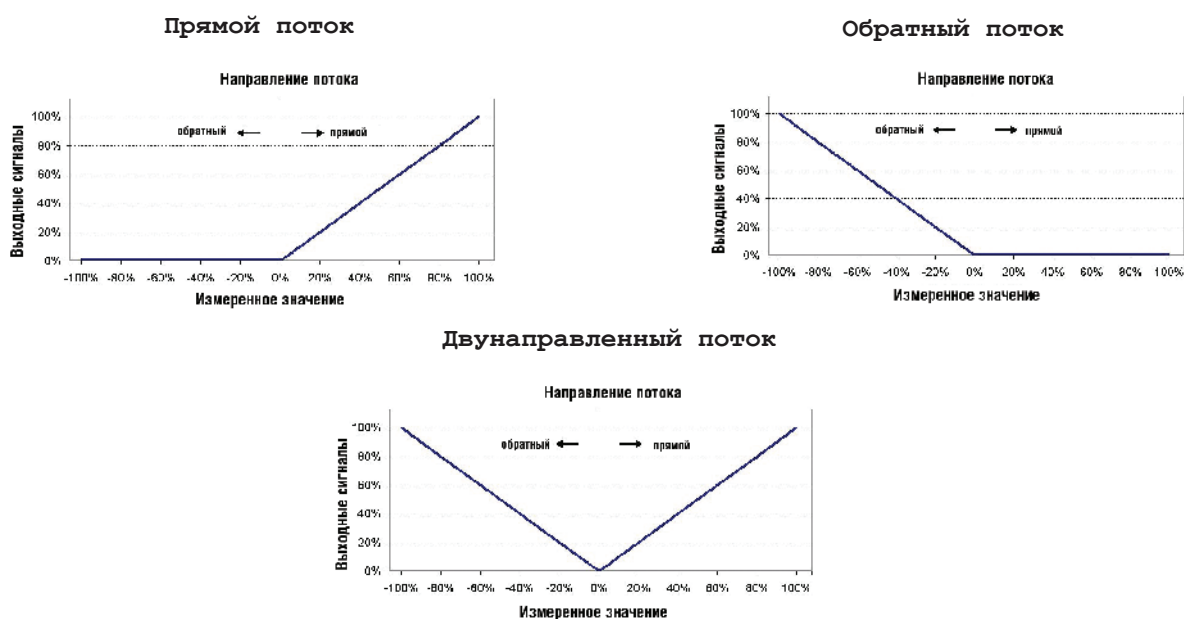 Прямой поток
Направление потока
Выходные сигналы
100%
80%
60%
40%
20%
0%
обратный
прямой
-100% -80% -60% -40% -20% 0% 20% 40% 60% 80% 100%
Измеренное значение
Обратный поток
Направление потока
Выходные сигналы
100%
80%
60%
40%
20%
0%
обратный
прямой
-100% -80% -60% -40% -20% 0% 20% 40% 60% 80% 100%
Измеренное значение
Двунаправленный поток
Направление потока
Выходные сигналы
100%
80%
60%
40%
20%
0%
обратный
прямой
-100% -80% -60% -40% -20% 0% 20% 40% 60% 80% 100%
Измеренное значение